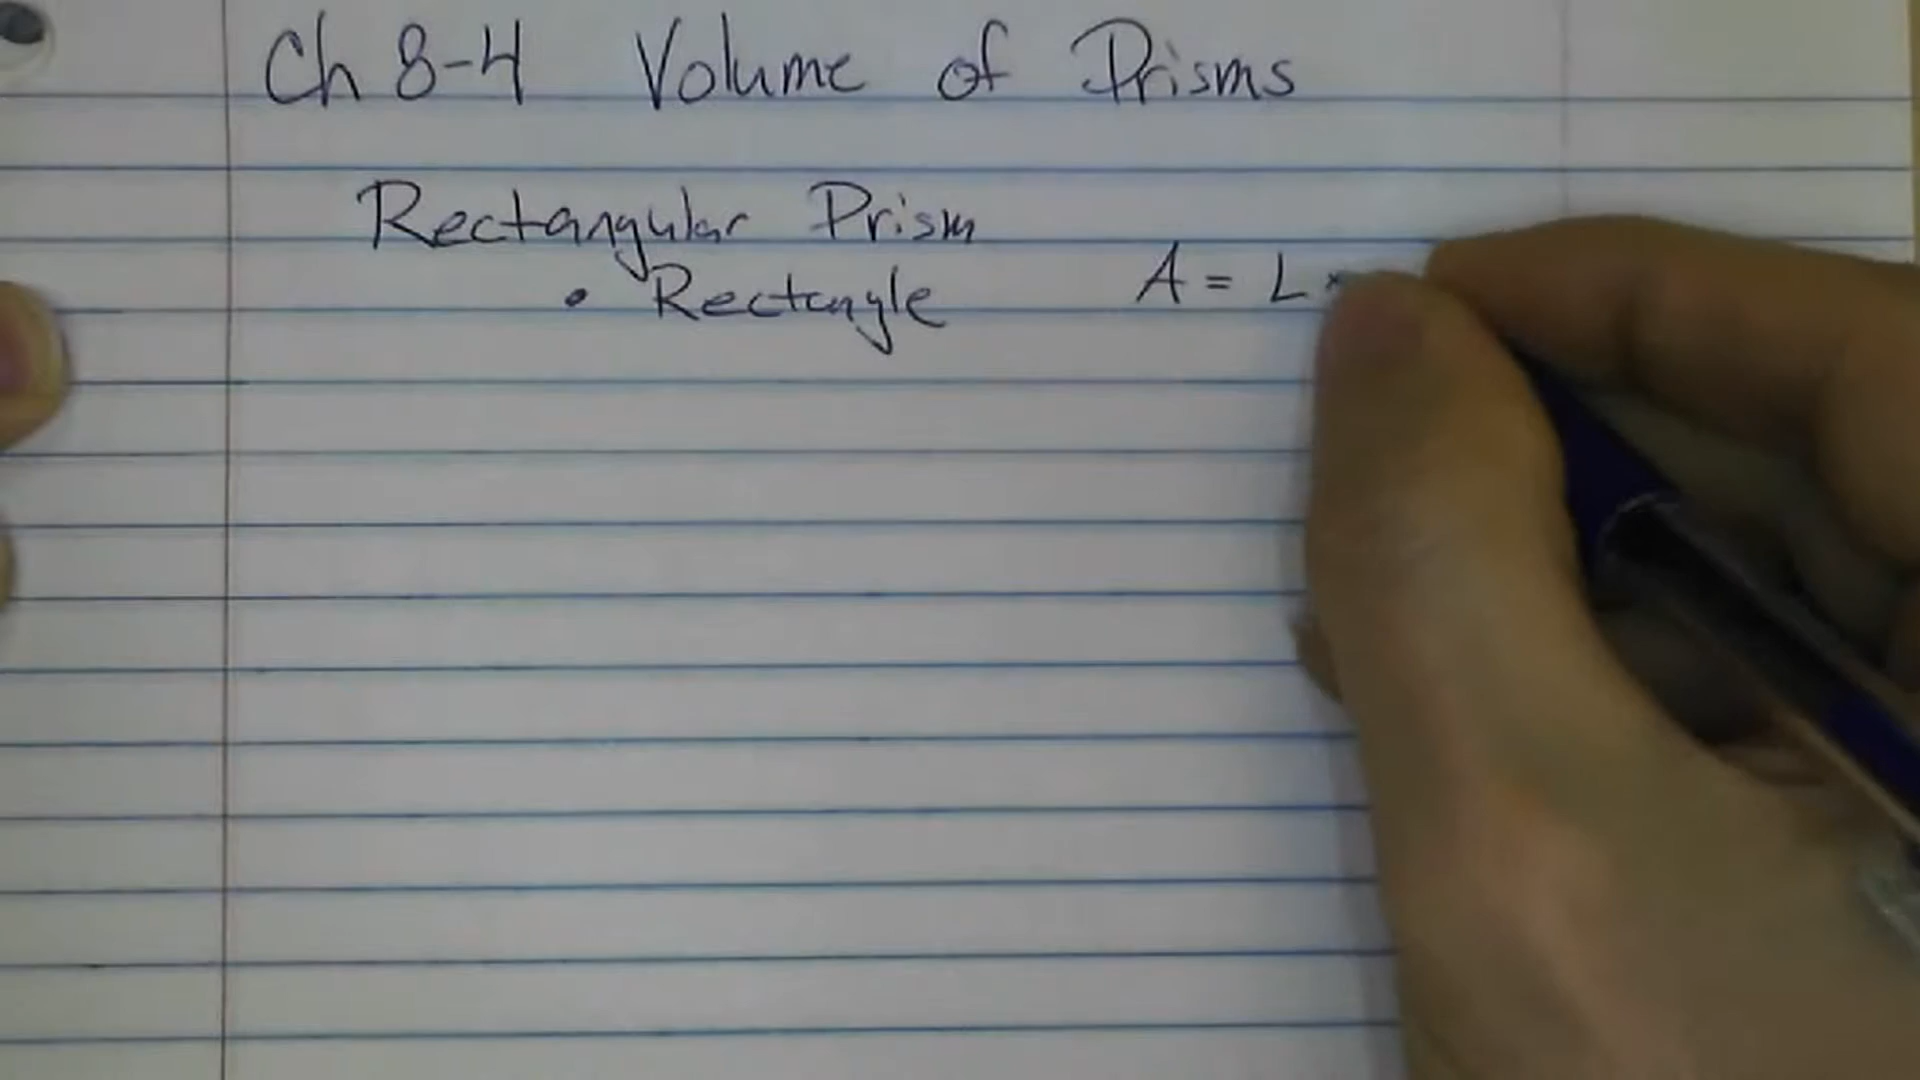 Ch 8-4 Volume of Prisms
Rectangular Prism
• Rectangle A = L ×